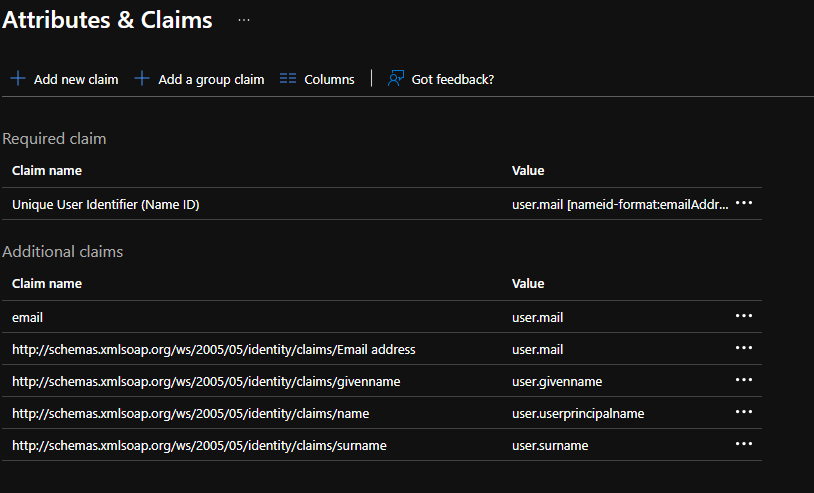 Attributes & Claims ...
Add new claim Add a group claim Columns Got feedback?
Required claim
Claim name Value
Unique User Identifier (Name ID) user.mail [nameid-format:emailAddr... ...
Additional claims
Claim name Value
email user.mail ...
http://schemas.xmlsoap.org/ws/2005/05/identity/claims/Email address user.mail ...
http://schemas.xmlsoap.org/ws/2005/05/identity/claims/givenname user.givenname ...
http://schemas.xmlsoap.org/ws/2005/05/identity/claims/name user.userprincipalname ...
http://schemas.xmlsoap.org/ws/2005/05/identity/claims/surname user.surname ...